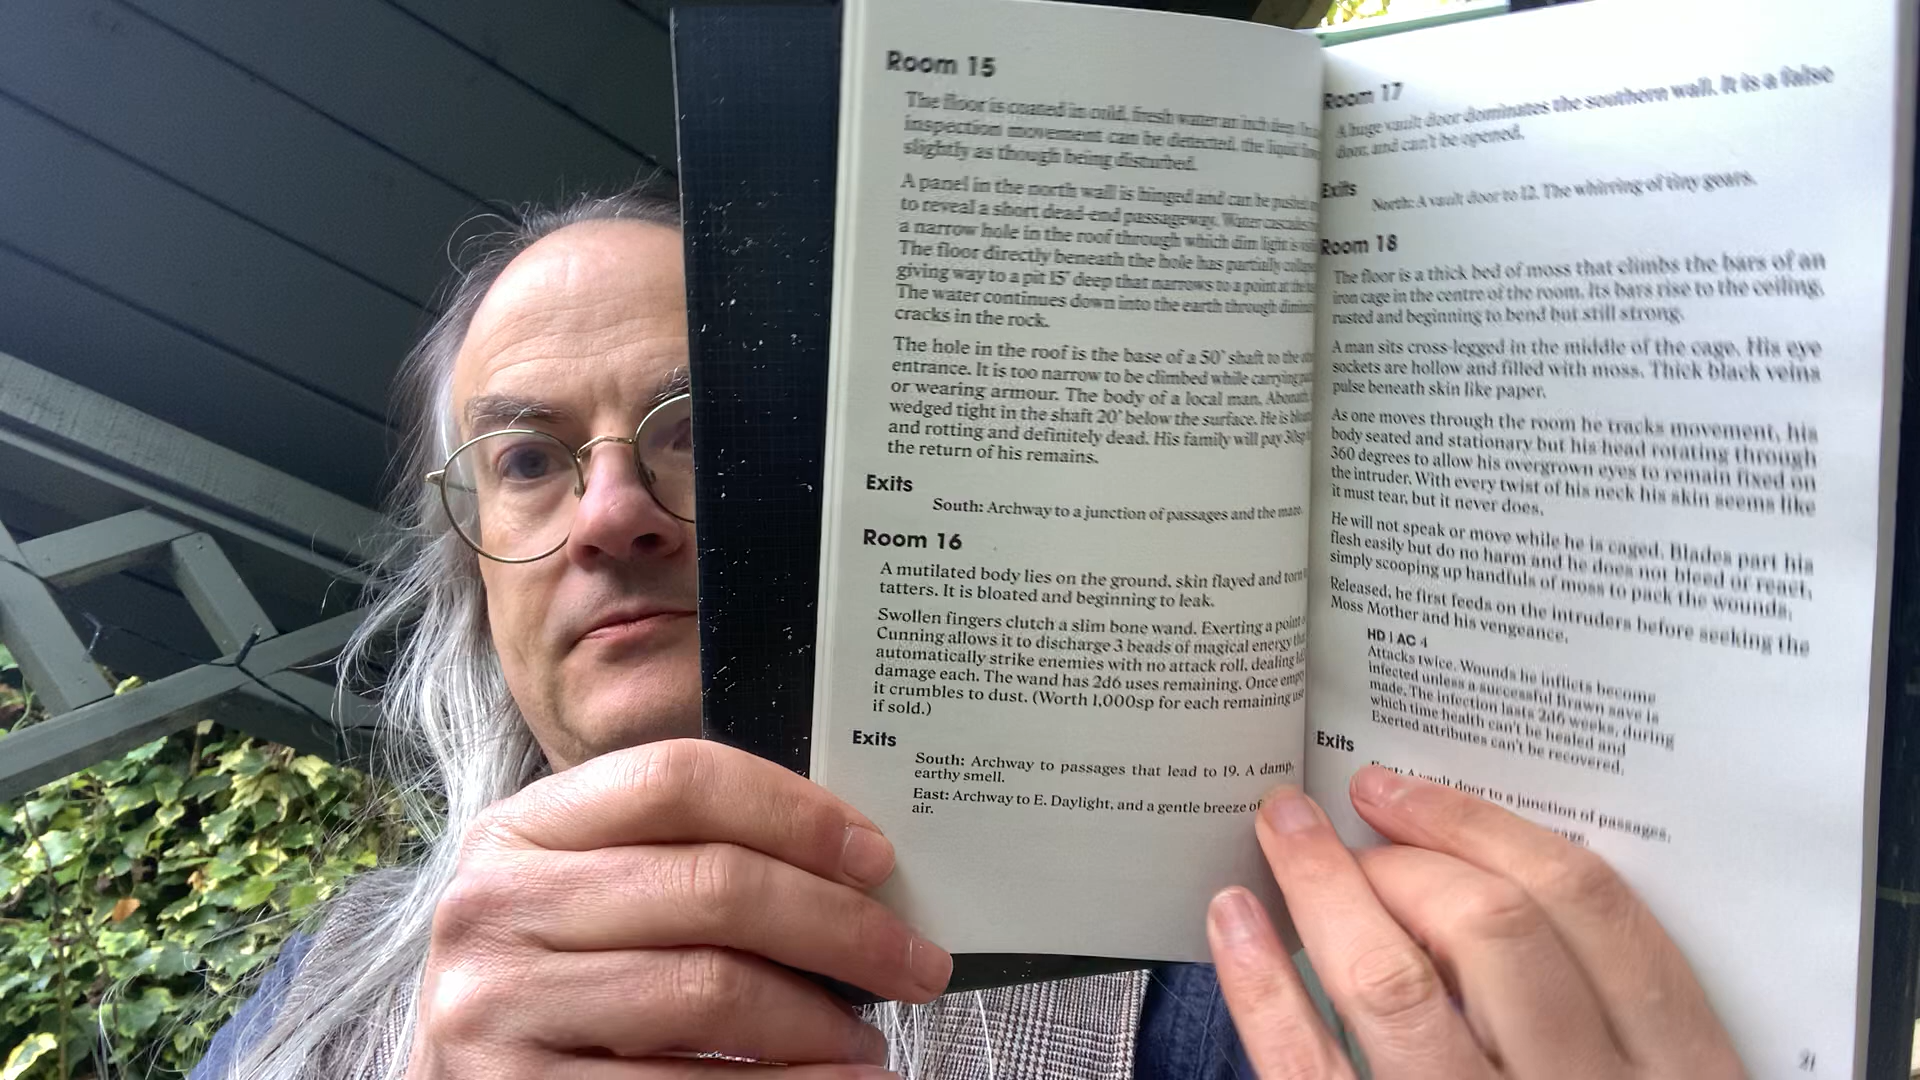 Room 15
The floor is coated in cold, fresh water an inch deep.
inspection movement can be detected, the liquid
slightly as though being disturbed.
A panel in the north wall is hinged and can be pushed
to reveal a short dead-end passageway. Water cascades
a narrow hole in the roof through which dim light is
The floor directly beneath the hole has partially
giving way to a pit 15' deep that narrows to a point at the
The water continues down into the earth through
cracks in the rock.
The hole in the roof is the base of a 50' shaft to the
entrance. It is too narrow to be climbed while carrying
or wearing armour. The body of a local man,
wedged tight in the shaft 20' below the surface. He is
and rotting and definitely dead. His family will pay 30sp
the return of his remains.
Exits
South: Archway to a junction of passages and the maze.
Room 16
A mutilated body lies on the ground, skin flayed and torn
tatters. It is bloated and beginning to leak.
Swollen fingers clutch a slim bone wand. Exerting a point
Cunning allows it to discharge 3 beads of magical energy
automatically strike enemies with no attack roll, dealing
damage each. The wand has 2d6 uses remaining. Once
it crumbles to dust. (Worth 1,000sp for each remaining use
if sold.)
Exits
South: Archway to passages that lead to 19. A damp,
earthy smell.
East: Archway to E. Daylight, and a gentle breeze of
air.
Room 17
A huge vault door dominates the southern wall. It is a false
door, and can't be opened.
Exits
North: A vault door to 12. The whirring of tiny gears.
Room 18
The floor is a thick bed of moss that climbs the bars of an
iron cage in the centre of the room. Its bars rise to the ceiling,
rusted and beginning to bend but still strong.
A man sits cross-legged in the middle of the cage. His eye
sockets are hollow and filled with moss. Thick black veins
pulse beneath skin like paper.
As one moves through the room he tracks movement, his
body seated and stationary but his head rotating through
360 degrees to allow his overgrown eyes to remain fixed on
the intruder. With every twist of his neck his skin seems like
it must tear, but it never does.
He will not speak or move while he is caged. Blades part his
flesh easily but do no harm and he does not bleed or react,
simply scooping up handfuls of moss to pack the wounds.
Released, he first feeds on the intruders before seeking the
Moss Mother and his vengeance.
HD 1 AC 4
Attacks twice. Wounds he inflicts become
infected unless a successful Brawn save is
made. The infection lasts 2d6 weeks, during
which time health can't be healed and
Exerted attributes can't be recovered.
Exits
East: A vault door to a junction of passages.
21